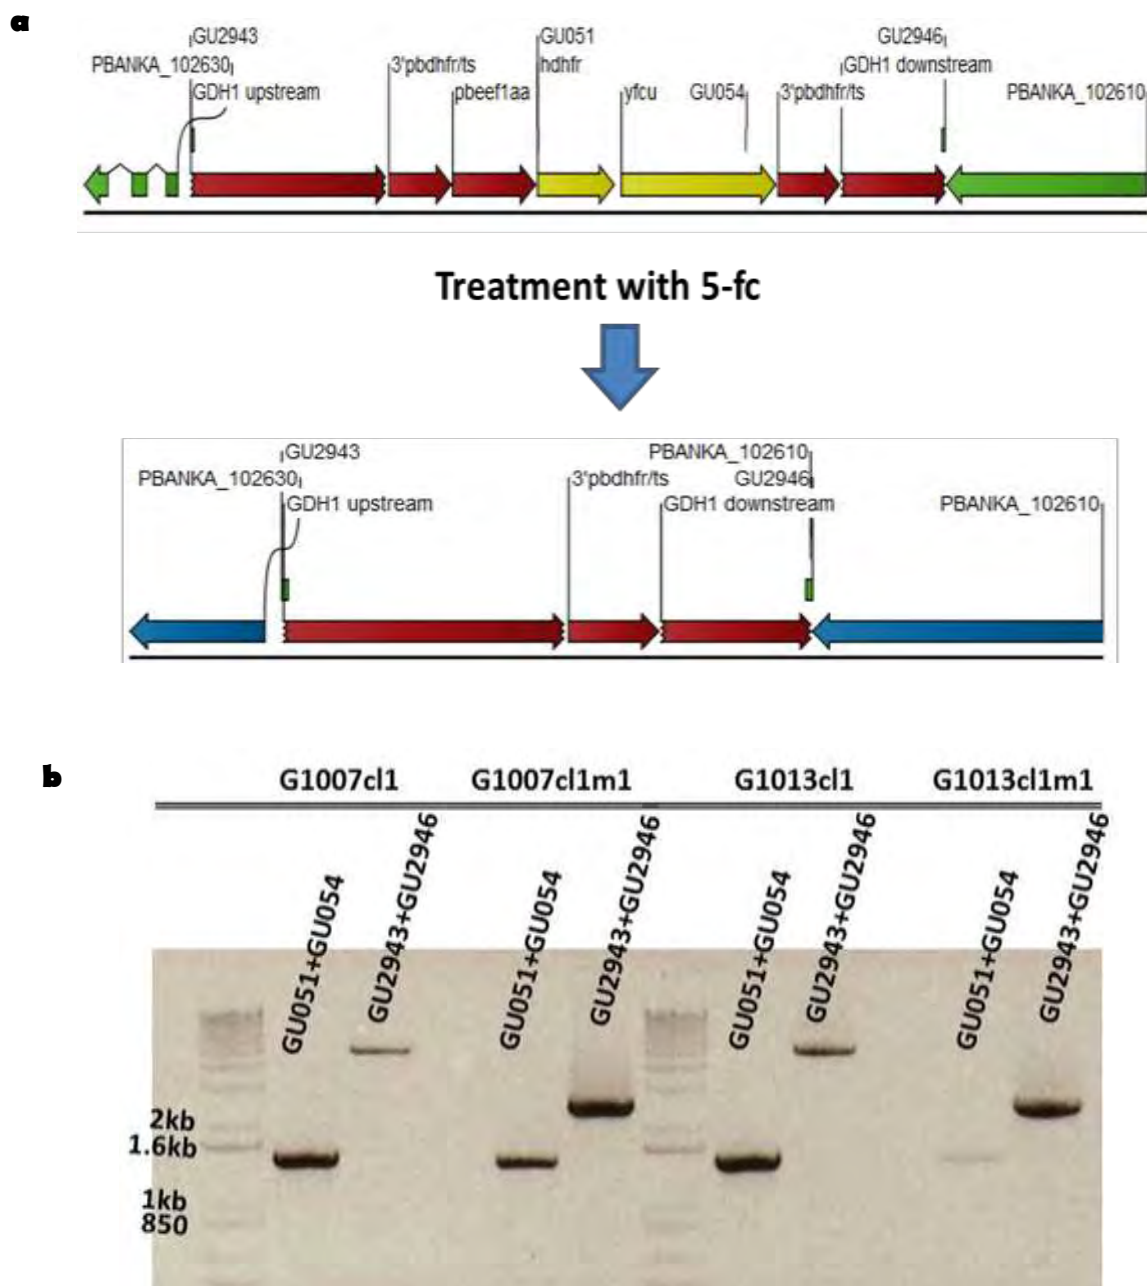 a
GU2943 GU051 GU2946
PBANKA_102630 3'pbdhfr/ts hdhfr GDH1 downstream
GDH1 upstream pbeef1aa yfcu GU054 3'pbdhfr/ts PBANKA_102610
Treatment with 5-fc
GU2943 PBANKA_102610
PBANKA_102630 3'pbdhfr/ts GU2946
GDH1 upstream GDH1 downstream PBANKA_102610
b
G1007cl1 G1007cl1m1 G1013cl1 G1013cl1m1
GU051+GU054
GU2943+GU2946
GU051+GU054
GU2943+GU2946
GU051+GU054
GU2943+GU2946
GU051+GU054
GU2943+GU2946
2kb
1.6kb
1kb
850